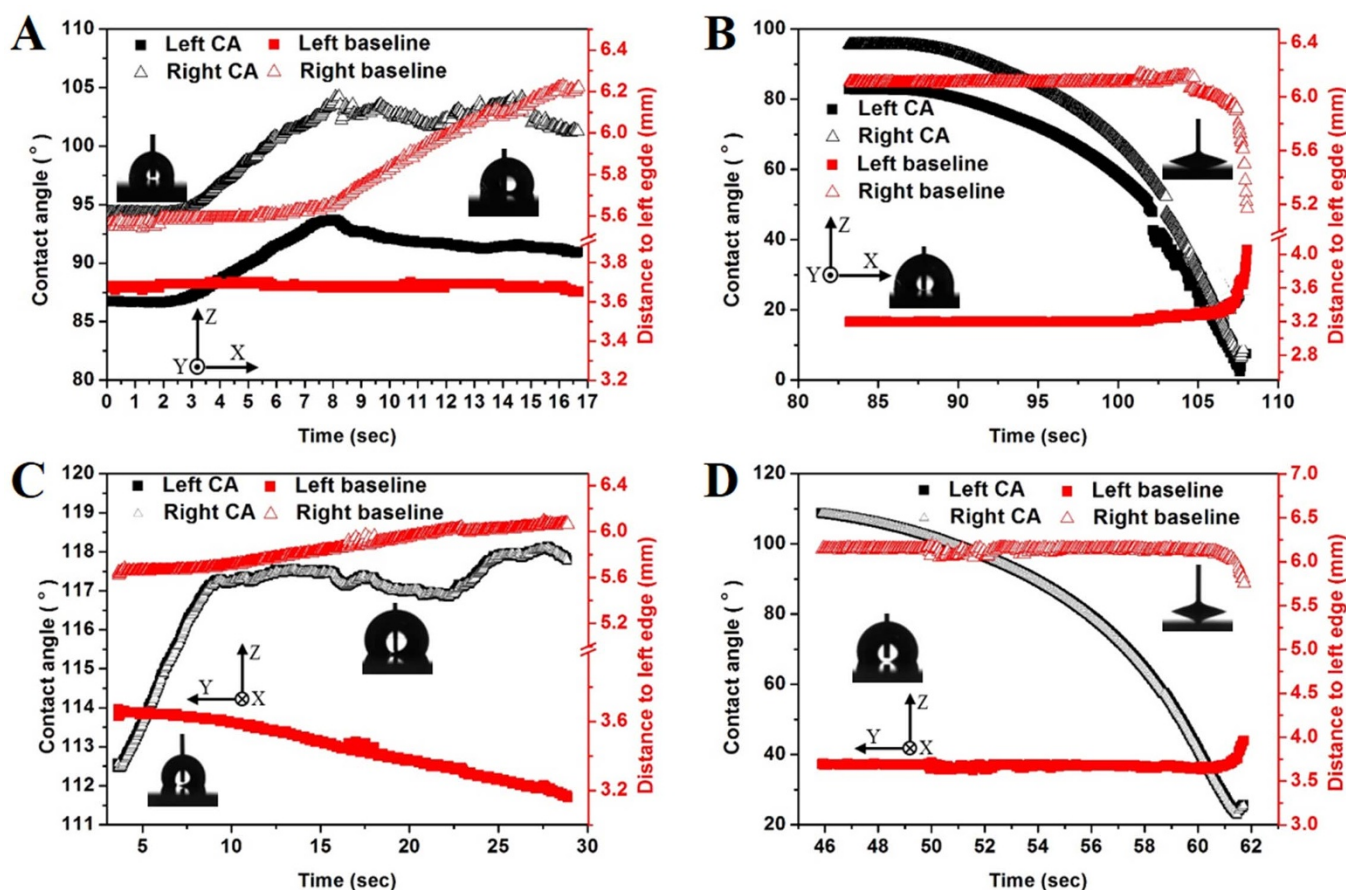 A
110
105
100
95
90
85
80
Contact angle ( ° )
Left CA Left baseline
Right CA Right baseline
Z
Y X
0 1 2 3 4 5 6 7 8 9 10 11 12 13 14 15 16 17
Time (sec)
6.4
6.2
6.0
5.8
5.6
5.4
3.8
3.6
3.4
3.2
Distance to left egde (mm)
B
100
80
60
40
20
0
Contact angle ( ° )
Left CA
Right CA
Left baseline
Right baseline
Z
Y X
80 85 90 95 100 105 110
Time (sec)
6.4
6.0
5.6
5.2
4.0
3.6
3.2
2.8
Distance to left edge (mm)
C
120
119
118
117
116
115
114
113
112
111
Contact angle ( ° )
Left CA Left baseline
Right CA Right baseline
Z
Y X
5 10 15 20 25 30
Time (sec)
6.4
6.0
5.6
5.2
3.6
3.2
Distance to left edge (mm)
D
120
100
80
60
40
20
Contact angle ( ° )
Left CA Left baseline
Right CA Right baseline
Z
Y X
46 48 50 52 54 56 58 60 62
Time (sec)
7.0
6.5
6.0
5.5
5.0
4.5
4.0
3.5
3.0
Distance to left edge (mm)